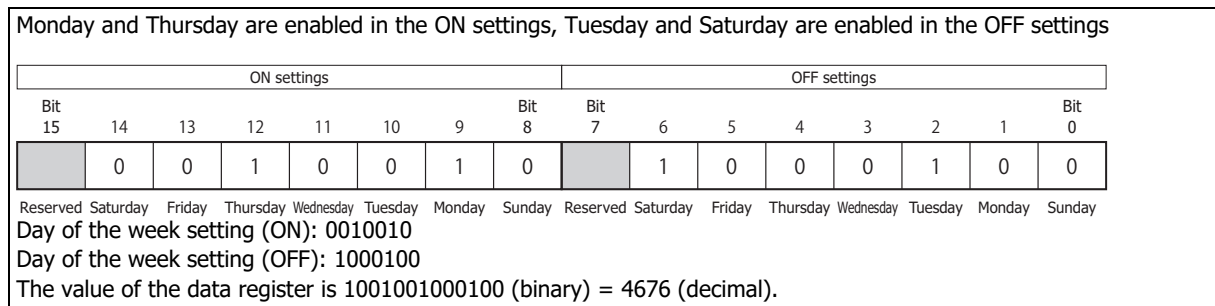 Monday and Thursday are enabled in the ON settings, Tuesday and Saturday are enabled in the OFF settings
ON settings OFF settings
Bit Bit Bit Bit
15 14 13 12 11 10 9 8 7 6 5 4 3 2 1 0
0 0 1 0 0 1 0 1 0 0 0 1 0 0
Reserved Saturday Friday Thursday Wednesday Tuesday Monday Sunday Reserved Saturday Friday Thursday Wednesday Tuesday Monday Sunday
Day of the week setting (ON): 0010010
Day of the week setting (OFF): 1000100
The value of the data register is 1001001000100 (binary) = 4676 (decimal).